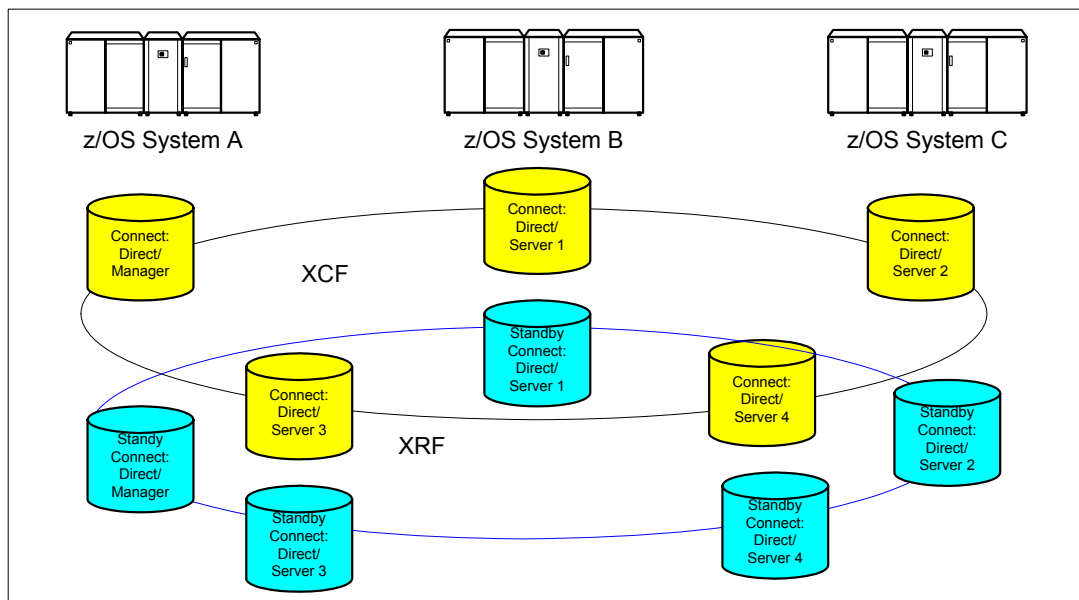 z/OS System A
z/OS System B
z/OS System C
Connect:
Direct/
Manager
Connect:
Direct/
Server 1
Connect:
Direct/
Server 2
XCF
Standby
Connect:
Direct/
Server 1
Connect:
Direct/
Server 3
Connect:
Direct/
Server 4
XRF
Standy
Connect:
Direct/
Manager
Standby
Connect:
Direct/
Server 2
Standby
Connect:
Direct/
Server 3
Standby
Connect:
Direct/
Server 4